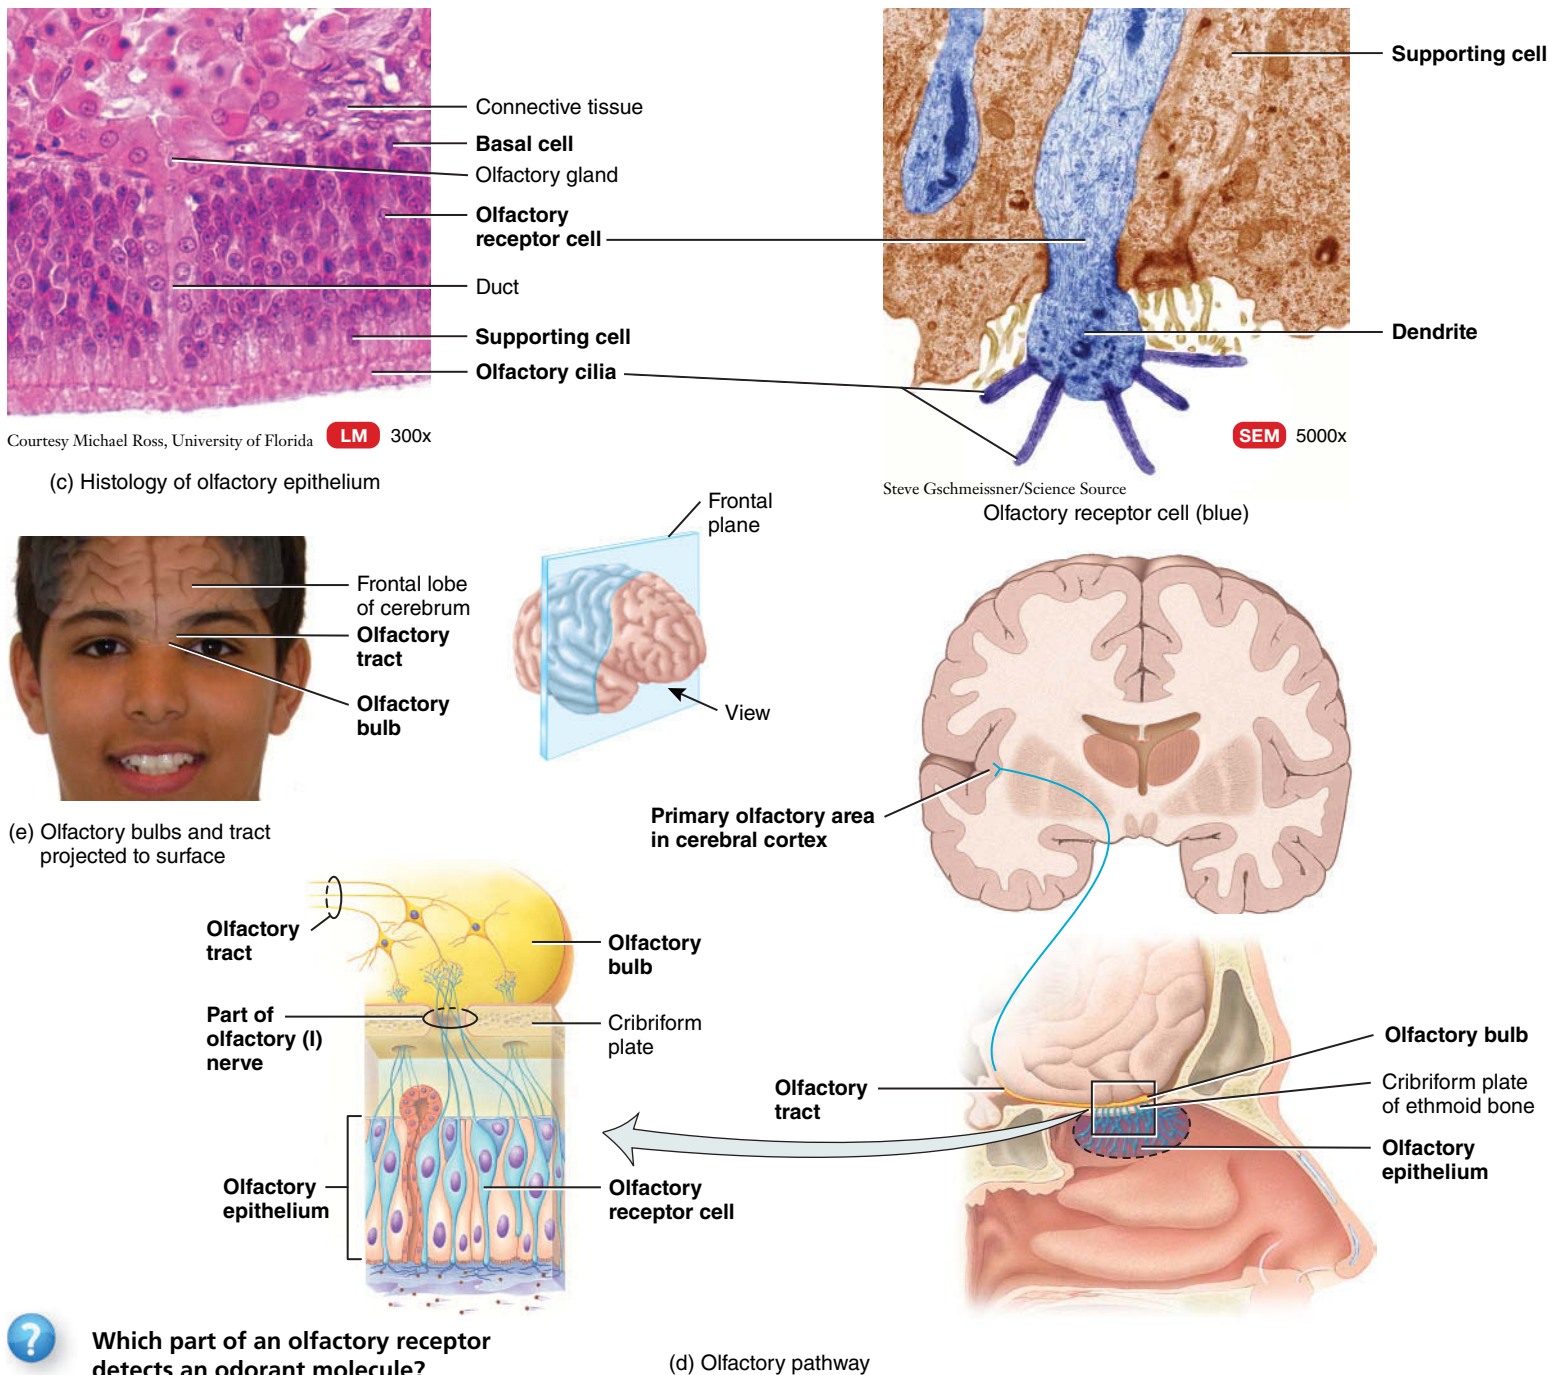 Connective tissue
Basal cell
Olfactory gland
Olfactory
receptor cell
Duct
Supporting cell
Olfactory cilia
Courtesy Michael Ross, University of Florida
LM 300x
(c) Histology of olfactory epithelium
Supporting cell
Dendrite
SEM 5000x
Steve Gschmeissner/Science Source
Olfactory receptor cell (blue)
Frontal lobe
of cerebrum
Olfactory
tract
Olfactory
bulb
(e) Olfactory bulbs and tract
projected to surface
Frontal
plane
View
Primary olfactory area
in cerebral cortex
Olfactory
tract
Olfactory
bulb
Part of
olfactory (I)
nerve
Cribriform
plate
Olfactory
epithelium
Olfactory
receptor cell
Olfactory
tract
Olfactory bulb
Cribriform plate
of ethmoid bone
Olfactory
epithelium
(d) Olfactory pathway
?
Which part of an olfactory receptor
detects an odorant molecule?